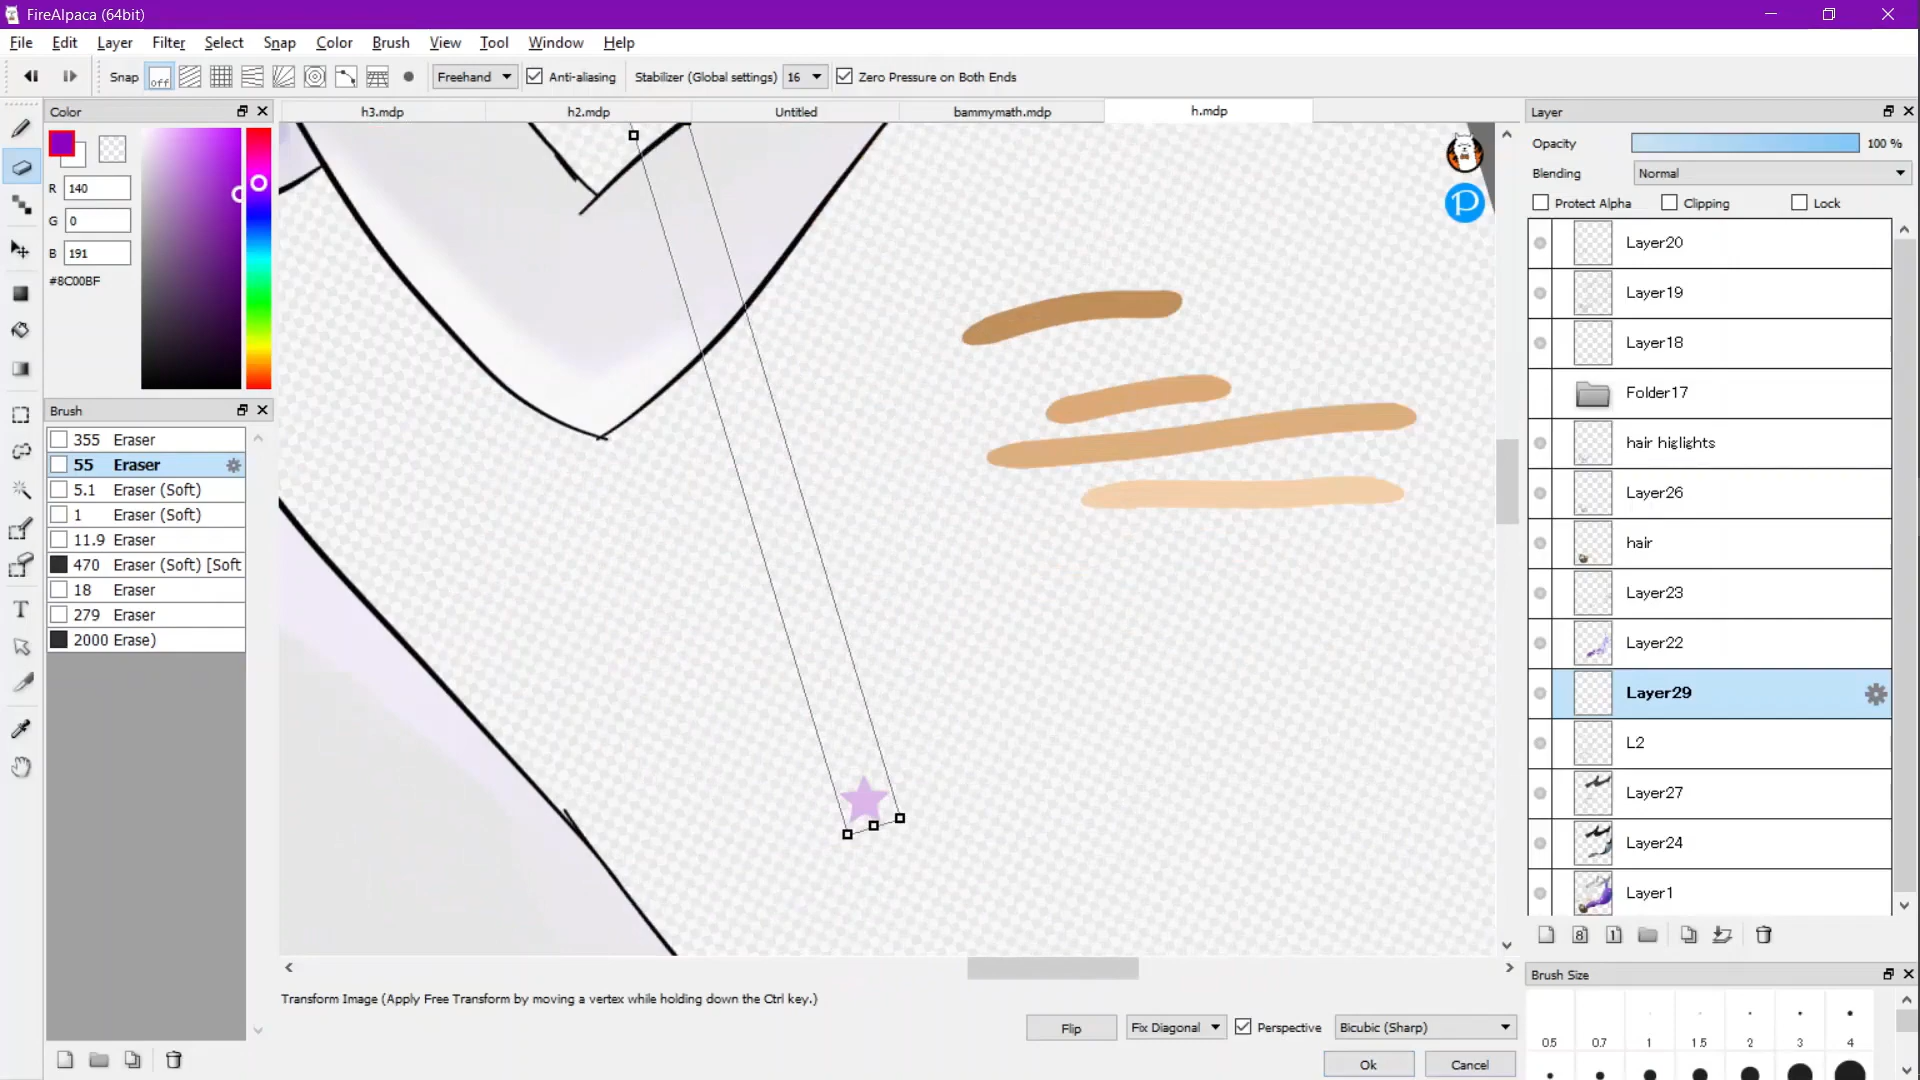 FireAlpaca (64bit)
File Edit Layer Filter Select Snap Color Brush View Tool Window Help
Snap off Freehand Anti-aliasing Stabilizer (Global settings) 16 Zero Pressure on Both Ends
Color
R 140
G 0
B 191
#8C00BF
Brush
355 Eraser
55 Eraser
5.1 Eraser (Soft)
1 Eraser (Soft)
11.9 Eraser
470 Eraser (Soft) [Soft
18 Eraser
279 Eraser
2000 Erase)
h3.mdp h2.mdp Untitled bammymath.mdp h.mdp
P
Transform Image (Apply Free Transform by moving a vertex while holding down the Ctrl key.)
Flip Fix Diagonal Perspective Bicubic (Sharp)
Ok Cancel
T
Layer
Opacity 100 %
Blending Normal
Protect Alpha Clipping Lock
Layer20
Layer19
Layer18
Folder17
hair higlights
Layer26
hair
Layer23
Layer22
Layer29
L2
Layer27
Layer24
Layer1
8 1
Brush Size
0.5 0.7 1 1.5 2 3 4